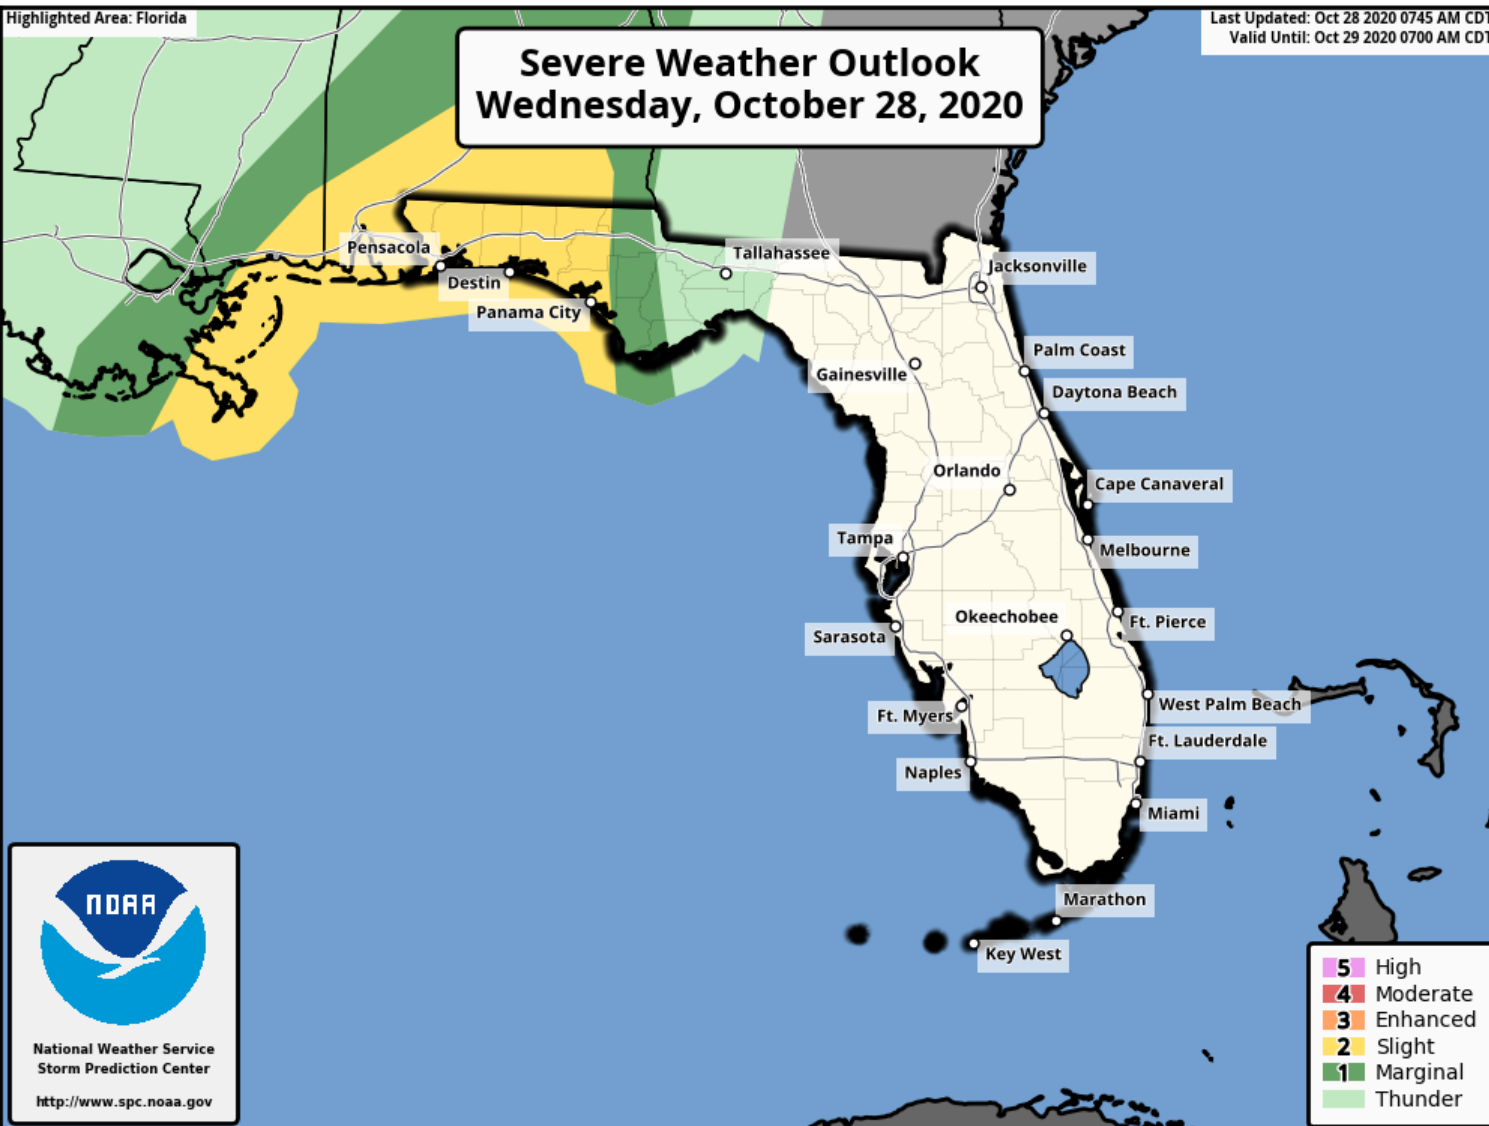 Highlighted Area: Florida
Last Updated: Oct 28 2020 0745 AM CDT
Valid Until: Oct 29 2020 0700 AM CDT
Severe Weather Outlook
Wednesday, October 28, 2020
Pensacola
Tallahassee
Jacksonville
Destin
Panama City
Palm Coast
Gainesville
Daytona Beach
Orlando
Cape Canaveral
Tampa
Melbourne
Okeechobee
Ft. Pierce
Sarasota
West Palm Beach
Ft. Myers
Ft. Lauderdale
Naples
Miami
Marathon
Key West
NOAA
National Weather Service
Storm Prediction Center
http://www.spc.noaa.gov
5 High
4 Moderate
3 Enhanced
2 Slight
1 Marginal
Thunder